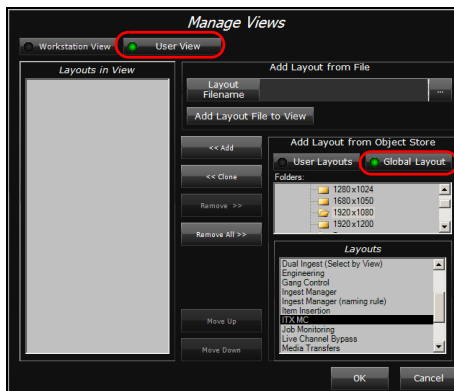 Manage Views
Workstation View
User View
Layouts in View
Add Layout from File
Layout Filename
...
Add Layout File to View
<< Add
<< Clone
Remove >>
Remove All >>
Move Up
Move Down
Add Layout from Object Store
User Layouts
Global Layout
Folders:
1280x1024
1680x1050
1920x1080
1920x1200
Layouts
Dual Ingest (Select by View)
Engineering
Gang Control
Ingest Manager
Ingest Manager (naming rule)
Item Insertion
ITX MC
Job Monitoring
Live Channel Bypass
Media Transfers
OK
Cancel